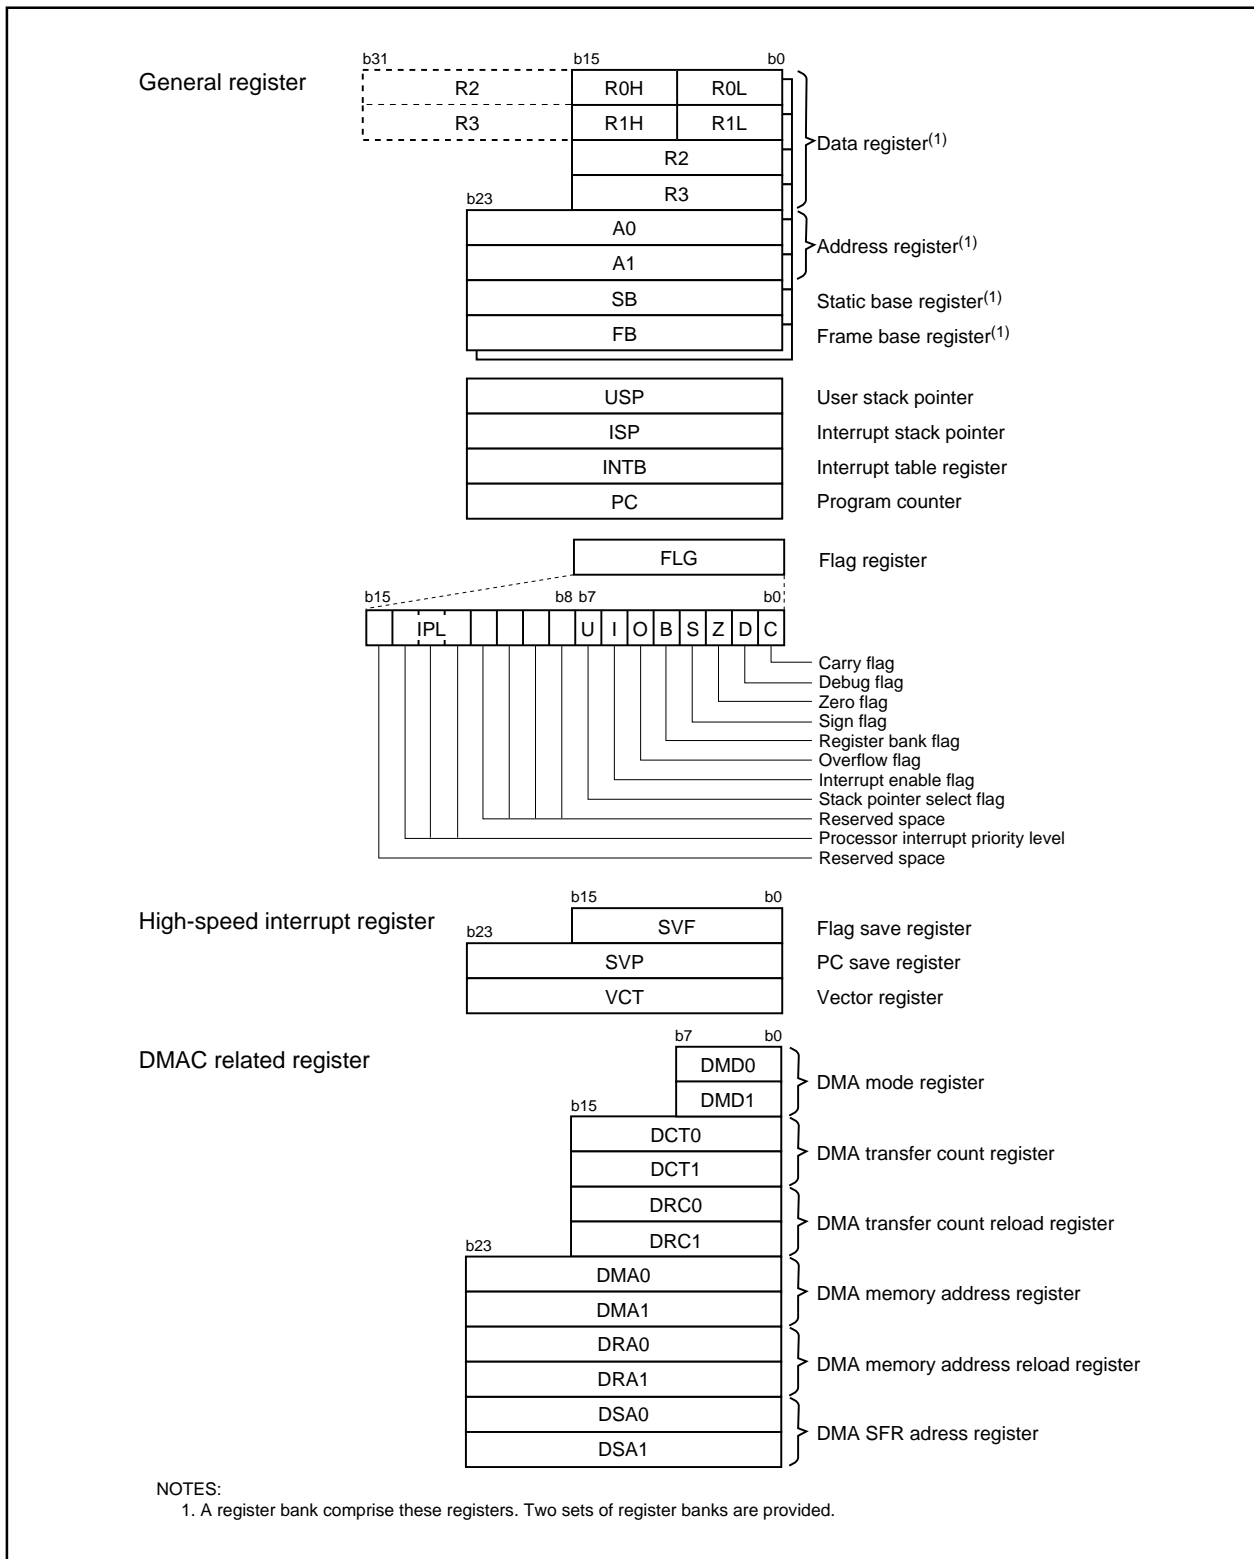 b31 b15 b0
General register R2 R0H R0L
R3 R1H R1L
Data register(1)
R2
R3
b23
A0
Address register(1)
A1
SB Static base register(1)
FB Frame base register(1)
USP User stack pointer
ISP Interrupt stack pointer
INTB Interrupt table register
PC Program counter
FLG Flag register
b15 b8 b7 b0
IPL U I O B S Z D C
Carry flag
Debug flag
Zero flag
Sign flag
Register bank flag
Overflow flag
Interrupt enable flag
Stack pointer select flag
Reserved space
Processor interrupt priority level
Reserved space
b15 b0
High-speed interrupt register SVF Flag save register
b23
SVP PC save register
VCT Vector register
b7 b0
DMAC related register DMD0
DMA mode register
DMD1
b15
DCT0
DMA transfer count register
DCT1
DRC0
DMA transfer count reload register
DRC1
b23
DMA0
DMA memory address register
DMA1
DRA0
DMA memory address reload register
DRA1
DSA0
DMA SFR adress register
DSA1
NOTES:
1. A register bank comprise these registers. Two sets of register banks are provided.